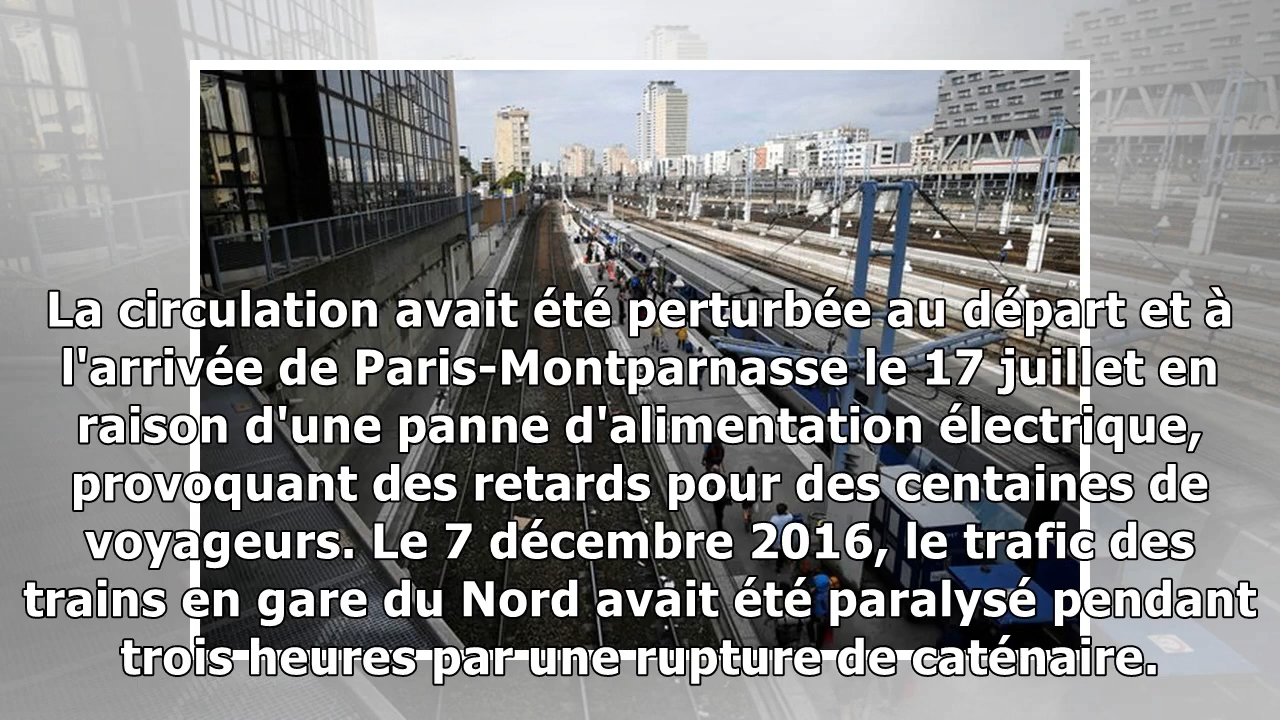 La circulation avait été perturbée au départ et à
l'arrivée de Paris-Montparnasse le 17 juillet en
raison d'une panne d'alimentation électrique,
provoquant des retards pour des centaines de
voyageurs. Le 7 décembre 2016, le trafic des
trains en gare du Nord avait été paralysé pendant
trois heures par une rupture de caténaire.